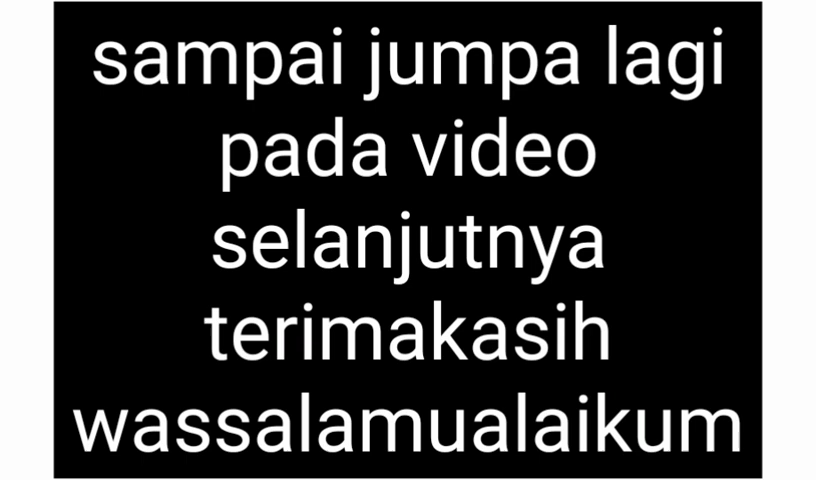 sampai jumpa lagi
pada video
selanjutnya
terimakasih
wassalamualaikum